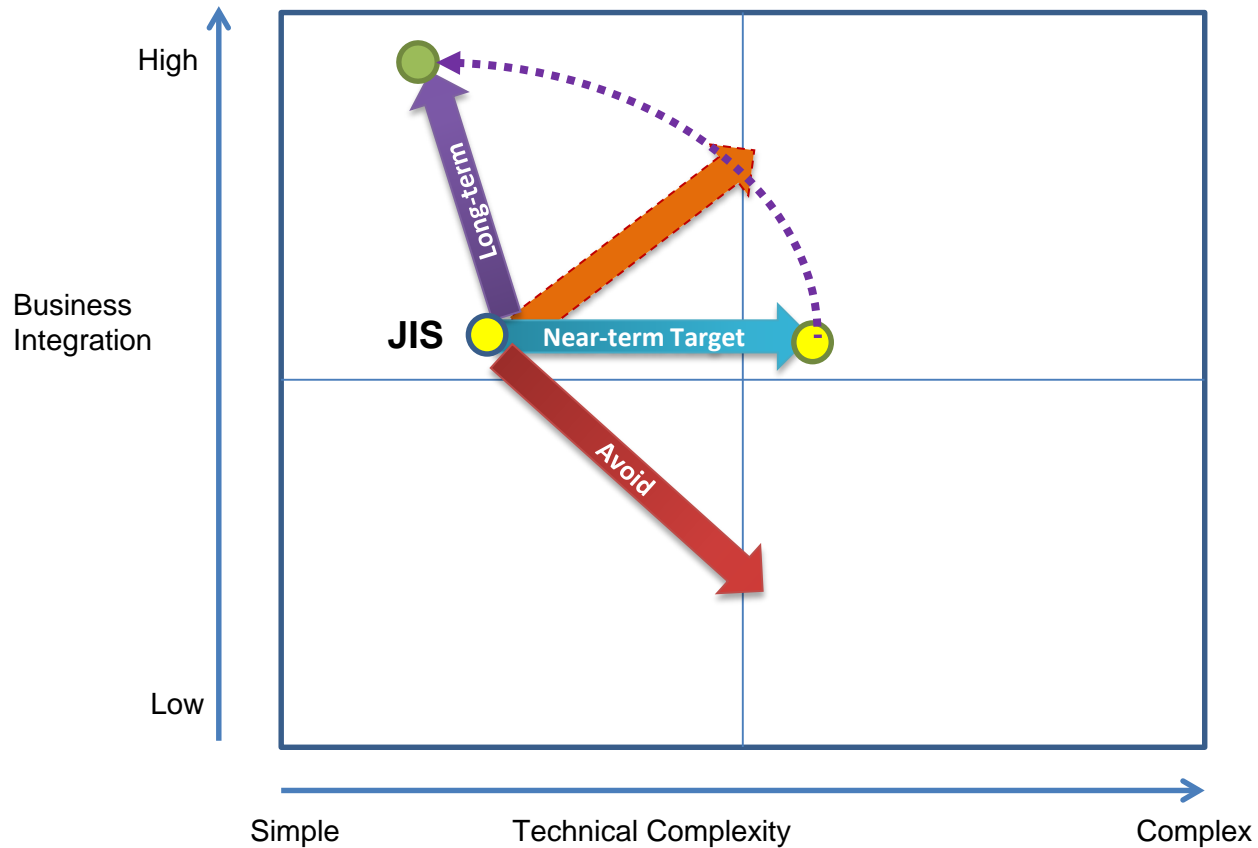 High
Long-term
Business
Integration
JIS
Near-term Target
Avoid
Low
Simple
Technical Complexity
Complex